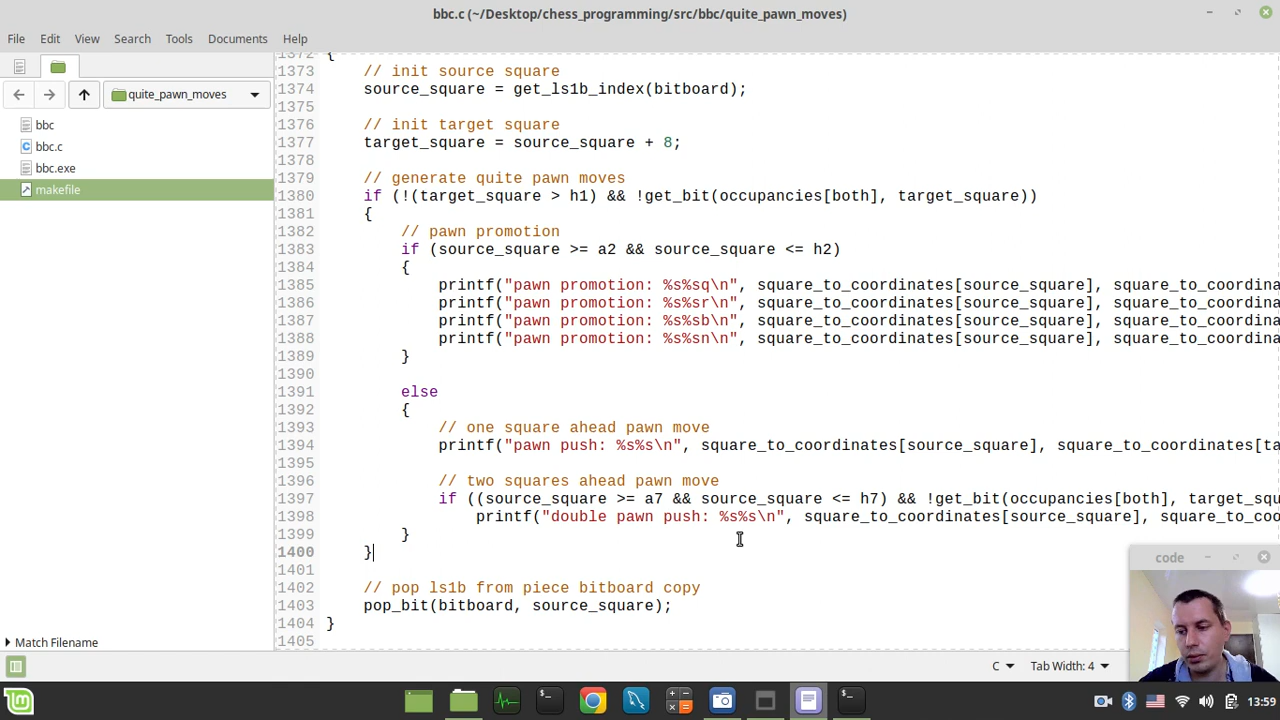 bbc.c (~/Desktop/chess_programming/src/bbc/quite_pawn_moves)
File Edit View Search Tools Documents Help
quite_pawn_moves
bbc
bbc.c
bbc.exe
makefile
Match Filename
1372 {
1373 // init source square
1374 source_square = get_ls1b_index(bitboard);
1375
1376 // init target square
1377 target_square = source_square + 8;
1378
1379 // generate quite pawn moves
1380 if (!(target_square > h1) && !get_bit(occupancies[both], target_square))
1381 {
1382 // pawn promotion
1383 if (source_square >= a2 && source_square <= h2)
1384 {
1385 printf("pawn promotion: %s%sq\n", square_to_coordinates[source_square], square_to_coordina
1386 printf("pawn promotion: %s%sr\n", square_to_coordinates[source_square], square_to_coordina
1387 printf("pawn promotion: %s%sb\n", square_to_coordinates[source_square], square_to_coordina
1388 printf("pawn promotion: %s%sn\n", square_to_coordinates[source_square], square_to_coordina
1389 }
1390
1391 else
1392 {
1393 // one square ahead pawn move
1394 printf("pawn push: %s%s\n", square_to_coordinates[source_square], square_to_coordinates[ta
1395
1396 // two squares ahead pawn move
1397 if ((source_square >= a7 && source_square <= h7) && !get_bit(occupancies[both], target_squ
1398 printf("double pawn push: %s%s\n", square_to_coordinates[source_square], square_to_coo
1399 }
1400 }
1401
1402 // pop ls1b from piece bitboard copy
1403 pop_bit(bitboard, source_square);
1404 }
1405
code
C Tab Width: 4
13:59